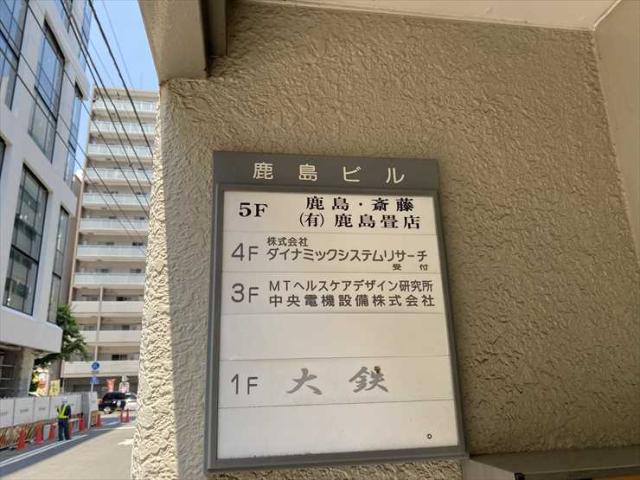 鹿島ビル
5F 鹿島・斎藤
(有)鹿島畳店
4F 株式会社
ダイナミックシステムリサーチ
受付
3F MTヘルスケアデザイン研究所
中央電機設備株式会社
1F 大鉄